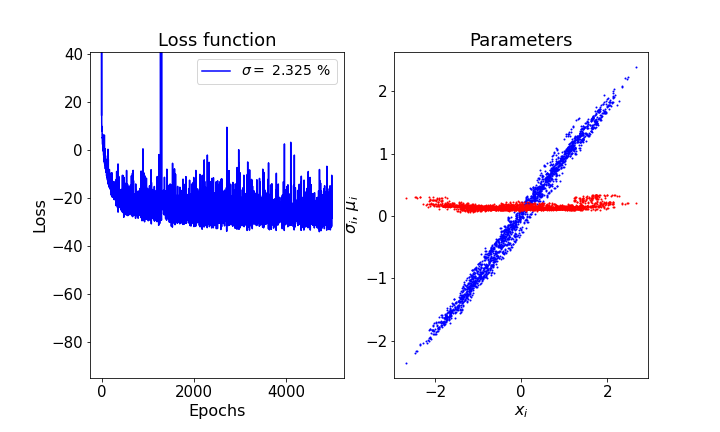 Loss function
40
20
0
−20
−40
−60
−80
Loss
0
2000
4000
Epochs
σ = 2.325 %
Parameters
2
1
0
−1
−2
σᵢ, μᵢ
−2
0
2
xᵢ